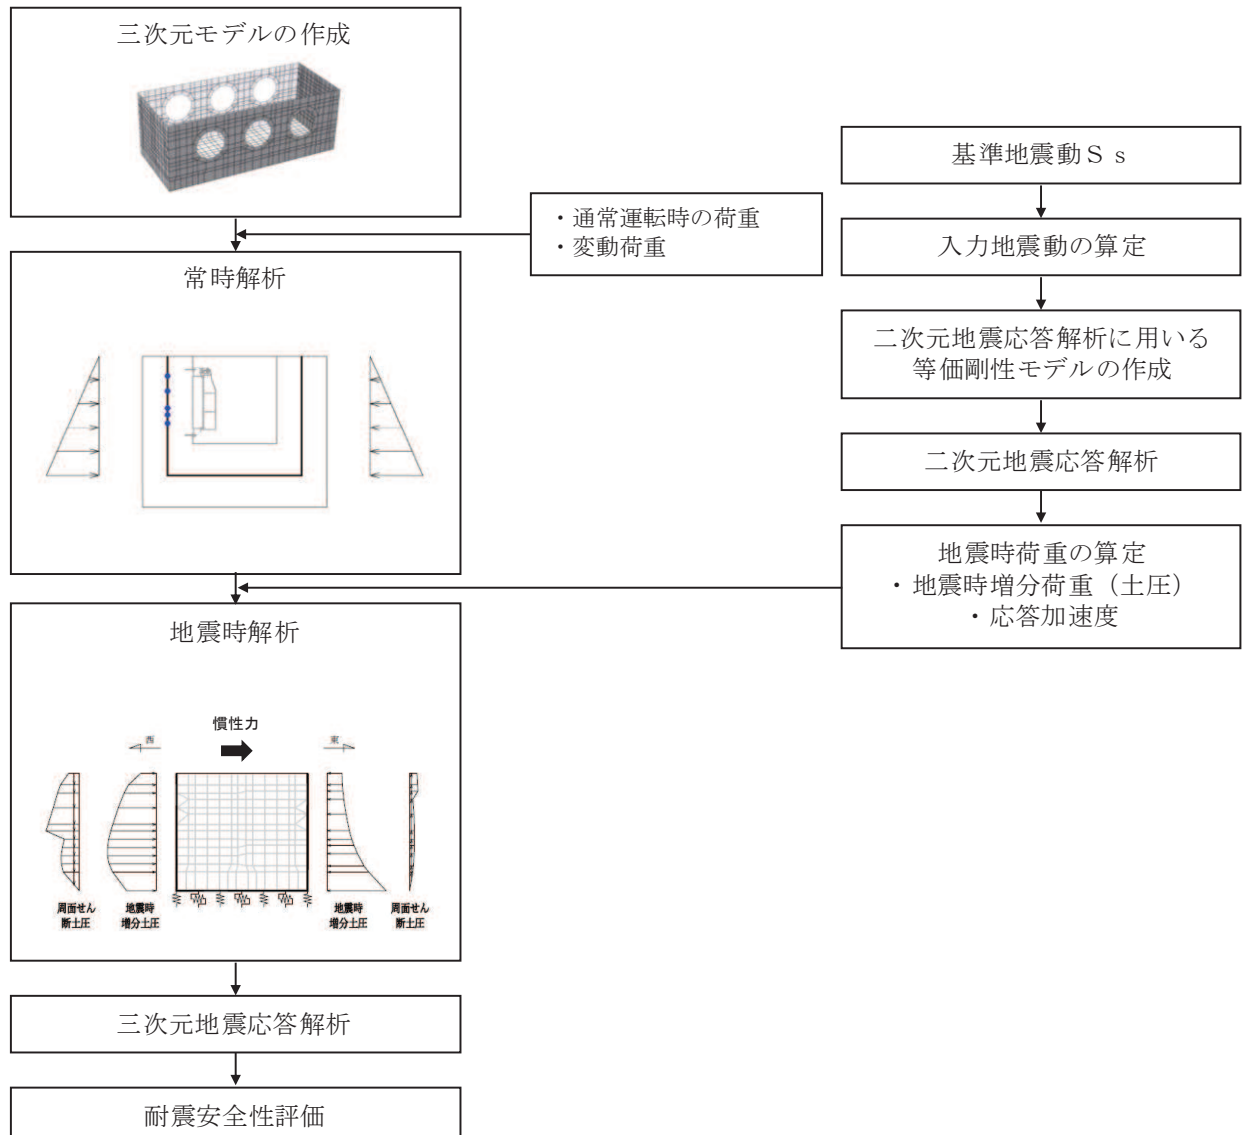 三次元モデルの作成
・通常運転時の荷重
・変動荷重
常時解析
基準地震動Ｓｓ
入力地震動の算定
二次元地震応答解析に用いる
等価剛性モデルの作成
二次元地震応答解析
地震時荷重の算定
・地震時増分荷重（土圧）
・応答加速度
地震時解析
慣性力
西
東
周面せん
断土圧
地震時
増分土圧
地震時
増分土圧
周面せん
断土圧
三次元地震応答解析
耐震安全性評価